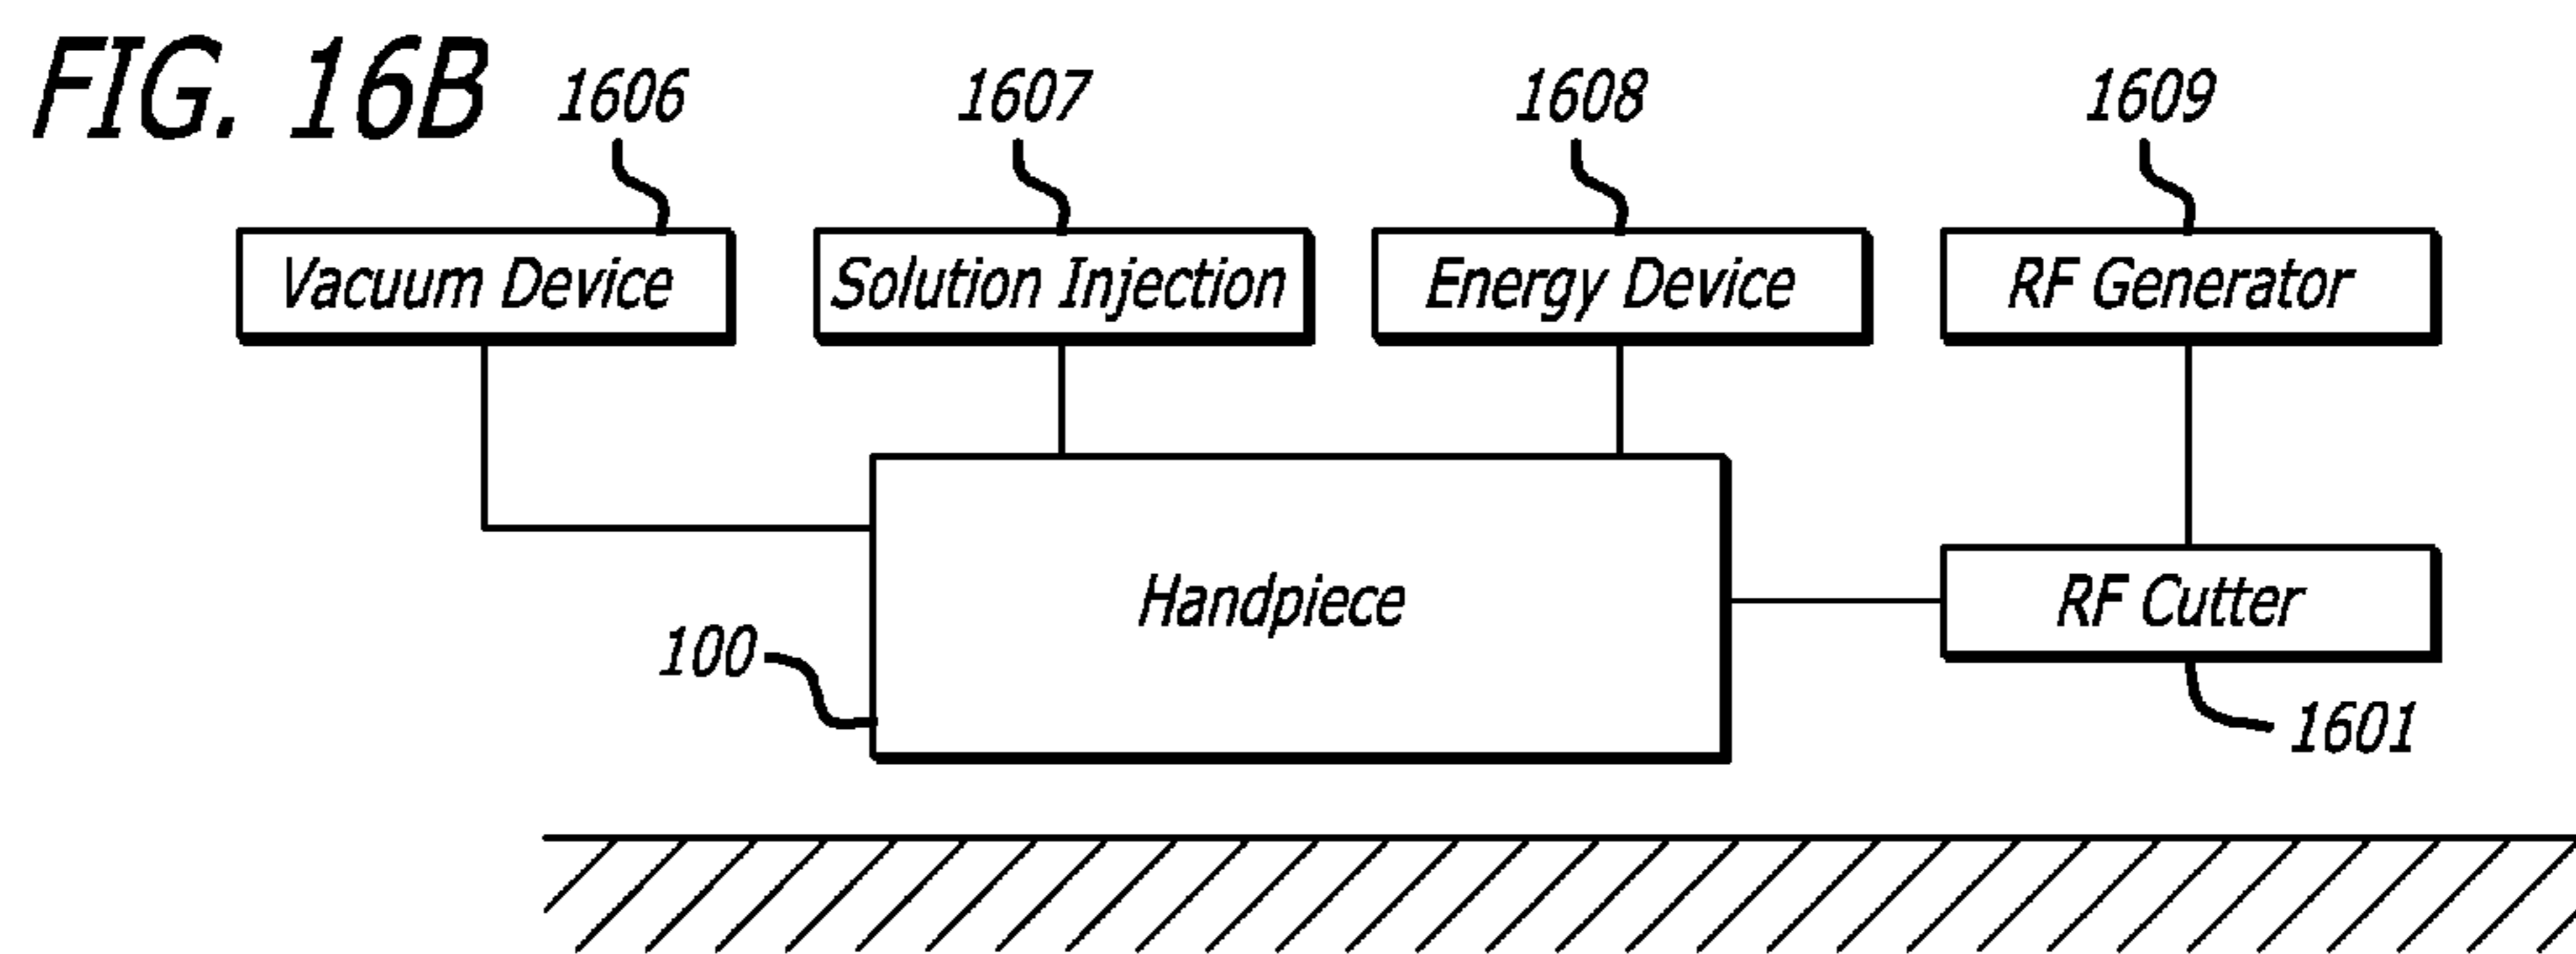 FIG. 16B
1606
1607
1608
1609
Vacuum Device
Solution Injection
Energy Device
RF Generator
Handpiece
RF Cutter
100
1601